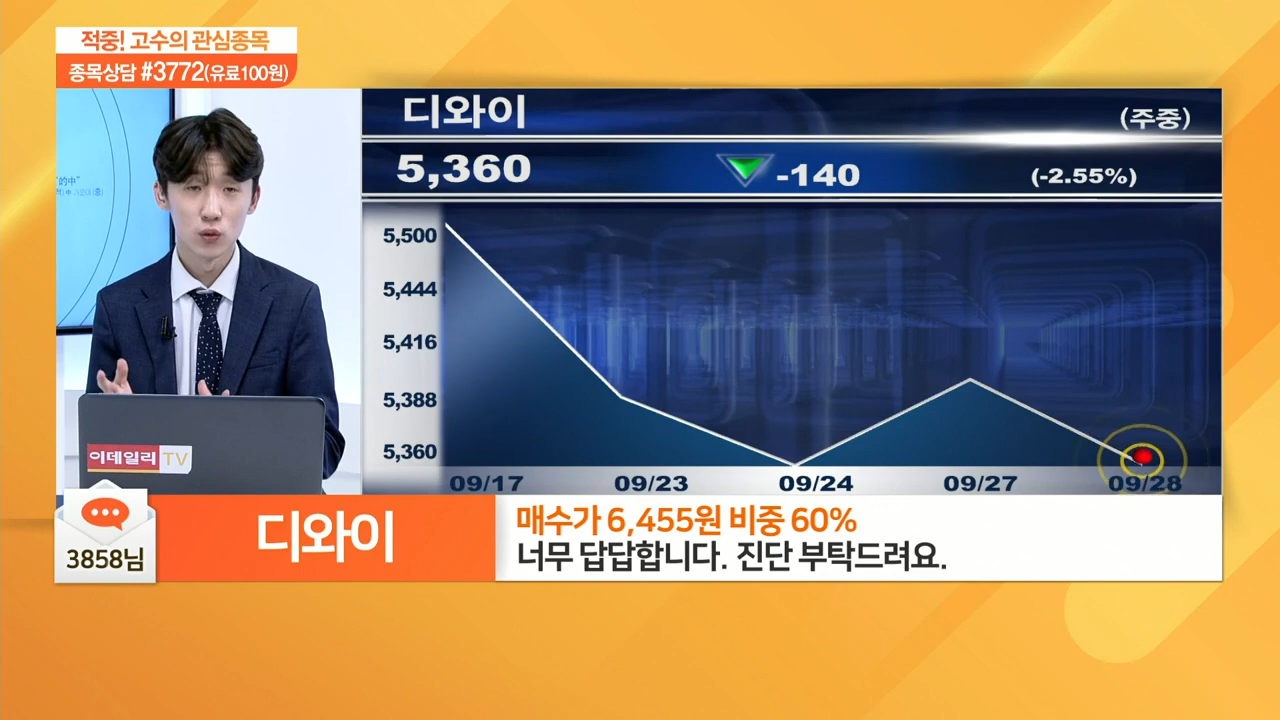 적중! 고수의 관심종목
종목상담 #3772(유료100원)
"的中"
디와이
(주중)
5,360
-140
(-2.55%)
5,500
5,444
5,416
5,388
5,360
09/17
09/23
09/24
09/27
09/28
이데일리TV
3858님
디와이
매수가 6,455원 비중 60%
너무 답답합니다. 진단 부탁드려요.